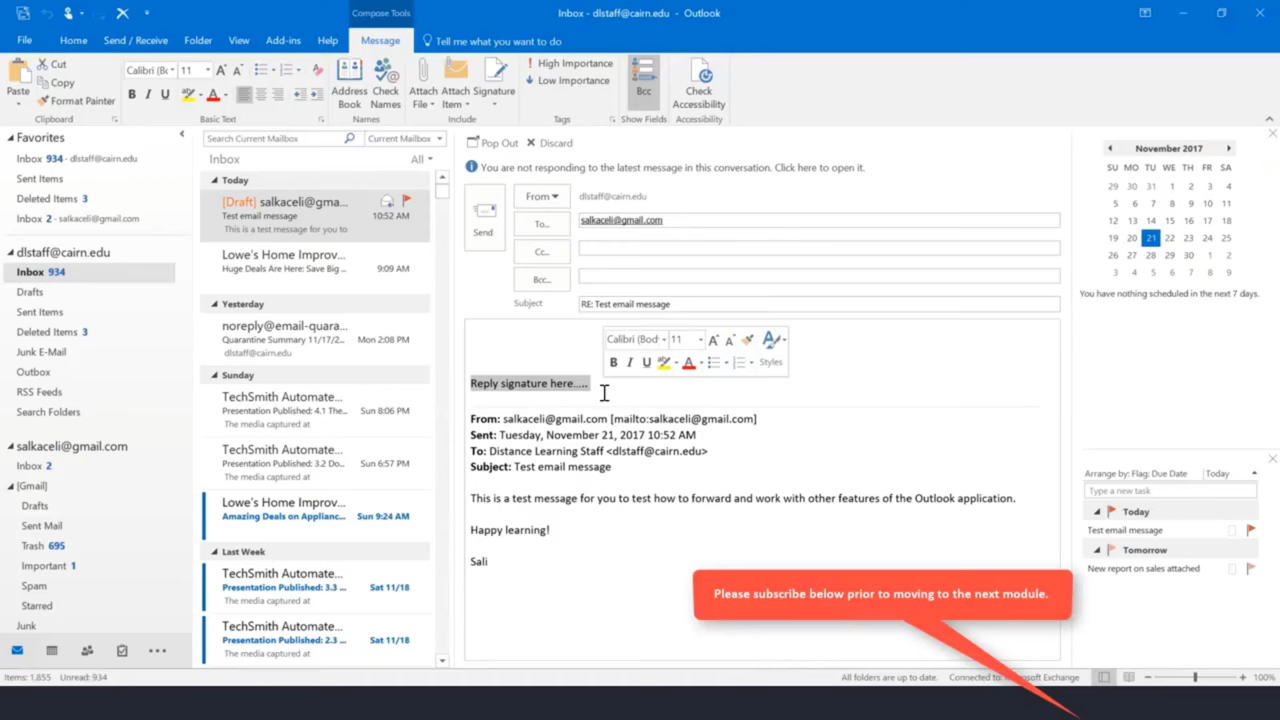 Compose Tools
Inbox - dlstaff@cairn.edu - Outlook
File Home Send / Receive Folder View Add-ins Help Message Tell me what you want to do
Paste
Cut
Copy
Format Painter
Clipboard
Calibri (Bc 11
B I U
Basic Text
Address Book
Check Names
Names
Attach File
Attach Item
Signature
Include
High Importance
Low Importance
Tags
Bcc
Show Fields
Check Accessibility
Accessibility
Favorites
Inbox 934 - dlstaff@cairn.edu
Sent Items
Deleted Items 3
Inbox 2 - salkaceli@gmail.com
dlstaff@cairn.edu
Inbox 934
Drafts
Sent Items
Deleted Items 3
Junk E-Mail
Outbox
RSS Feeds
Search Folders
salkaceli@gmail.com
Inbox 2
[Gmail]
Drafts
Sent Mail
Trash 695
Important 1
Spam
Starred
Junk
Search Current Mailbox Current Mailbox
Inbox All
Today
[Draft] salkaceli@gma...
Test email message 10:52 AM
This is a test message for you to
Lowe's Home Improv...
Huge Deals Are Here: Save Big ... 9:09 AM
Yesterday
noreply@email-quara...
Quarantine Summary 11/17/2... Mon 2:08 PM
dlstaff@cairn.edu
Sunday
TechSmith Automate...
Presentation Published: 4.1 The... Sun 8:06 PM
The media captured at
TechSmith Automate...
Presentation Published: 3.2 Do... Sun 6:57 PM
The media captured at
Lowe's Home Improv...
Amazing Deals on Applianc... Sun 9:24 AM
Last Week
TechSmith Automate...
Presentation Published: 3.3 ... Sat 11/18
The media captured at
TechSmith Automate...
Presentation Published: 2.3 ... Sat 11/18
The media captured at
Pop Out Discard
You are not responding to the latest message in this conversation. Click here to open it.
Send
From dlstaff@cairn.edu
To... salkaceli@gmail.com
Cc...
Bcc...
Subject RE: Test email message
Calibri (Bod 11
B I U Styles
Reply signature here.....
From: salkaceli@gmail.com [mailto:salkaceli@gmail.com]
Sent: Tuesday, November 21, 2017 10:52 AM
To: Distance Learning Staff <dlstaff@cairn.edu>
Subject: Test email message
This is a test message for you to test how to forward and work with other features of the Outlook application.
Happy learning!
Sali
Please subscribe below prior to moving to the next module.
November 2017
SU MO TU WE TH FR SA
29 30 31 1 2 3 4
5 6 7 8 9 10 11
12 13 14 15 16 17 18
19 20 21 22 23 24 25
26 27 28 29 30 1 2
3 4 5 6 7 8 9
You have nothing scheduled in the next 7 days.
Arrange by: Flag: Due Date Today
Type a new task
Today
Test email message
Tomorrow
New report on sales attached
Items: 1,855 Unread: 934
All folders are up to date. Connected to: Microsoft Exchange 100%